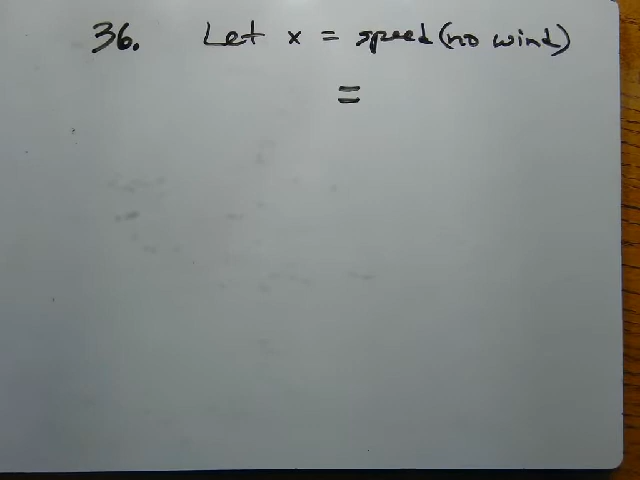 36. Let x = speed (no wind)
=